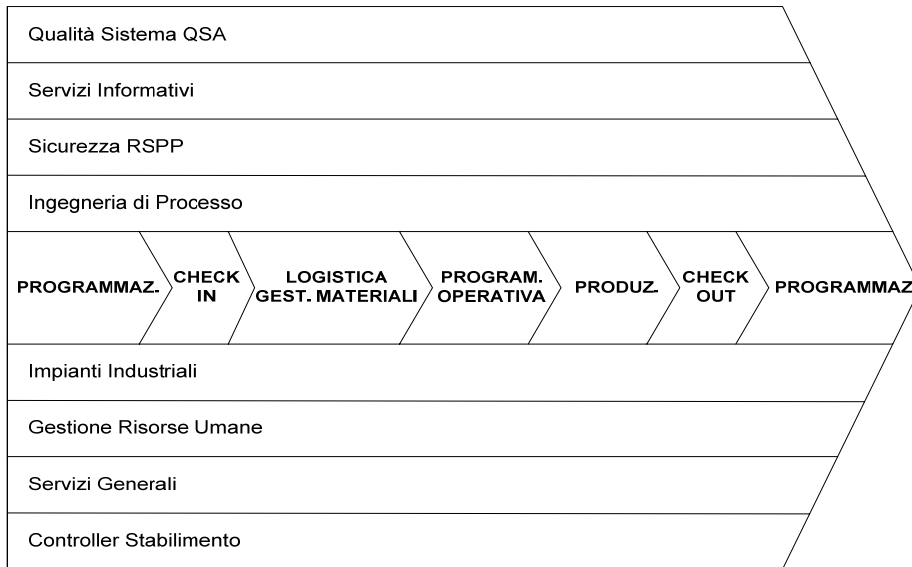 Qualità Sistema QSA
Servizi Informativi
Sicurezza RSPP
Ingegneria di Processo
PROGRAMMAZ.
CHECK
IN
LOGISTICA
GEST. MATERIALI
PROGRAM.
OPERATIVA
PRODUZ.
CHECK
OUT
PROGRAMMAZ
Impianti Industriali
Gestione Risorse Umane
Servizi Generali
Controller Stabilimento